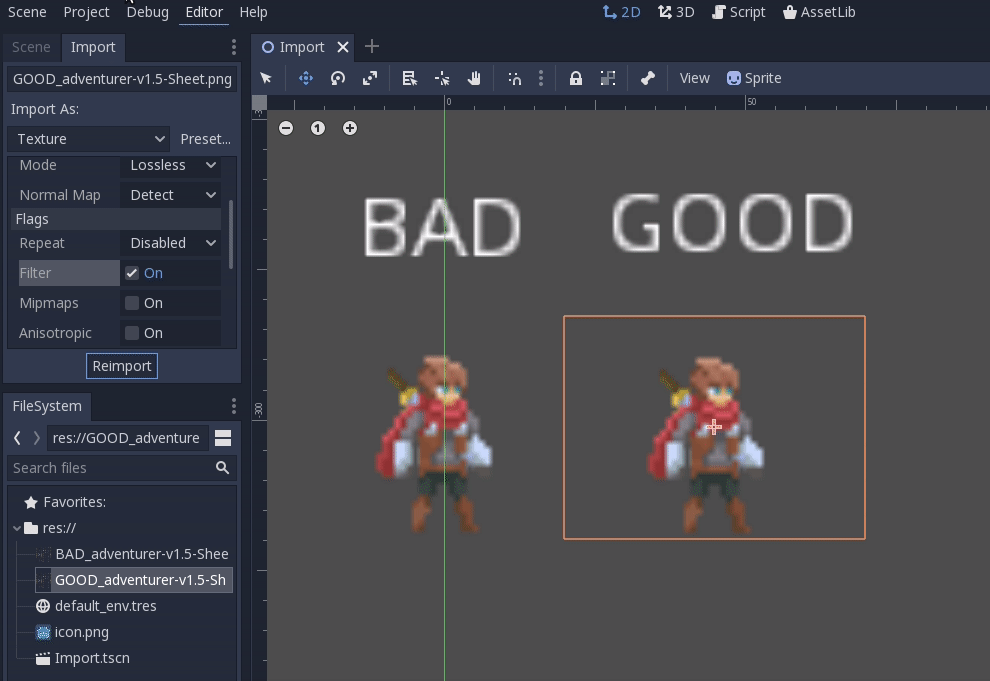 Scene Project Debug Editor Help 2D 3D Script AssetLib
Scene Import
Import
GOOD_adventurer-v1.5-Sheet.png
View Sprite
Import As:
0 50
Texture Preset...
1
Mode Lossless
Normal Map Detect
Flags
Repeat Disabled
Filter On
Mipmaps On
Anisotropic On
Reimport
BAD GOOD
FileSystem
-300
res://GOOD_adventure
Search files
Favorites:
res://
BAD_adventurer-v1.5-Shee
GOOD_adventurer-v1.5-Sh
default_env.tres
icon.png
Import.tscn